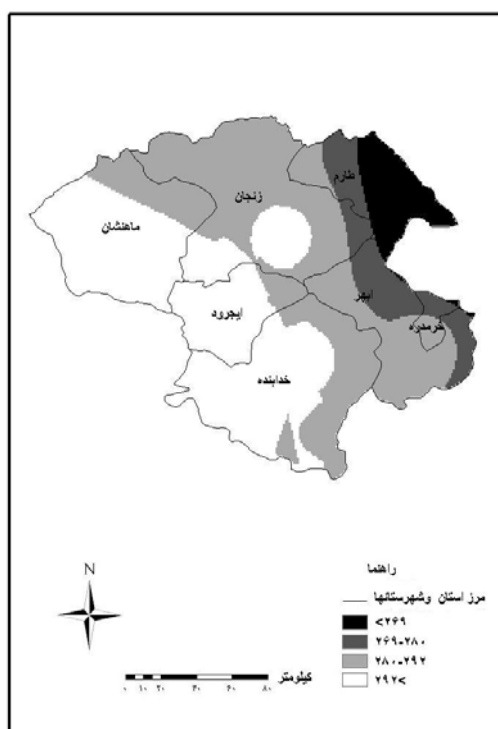 طارم
زنجان
ماهنشان
ابهر
ایجرود
خرمدره
خدابنده
N
راهنما
مرز استان وشهرستانها
<۲۶۹
۲۶۹-۲۸۰
۲۸۰-۲۹۲
۲۹۲>
کیلومتر
۰ ۱۰ ۲۰ ۴۰ ۶۰ ۸۰